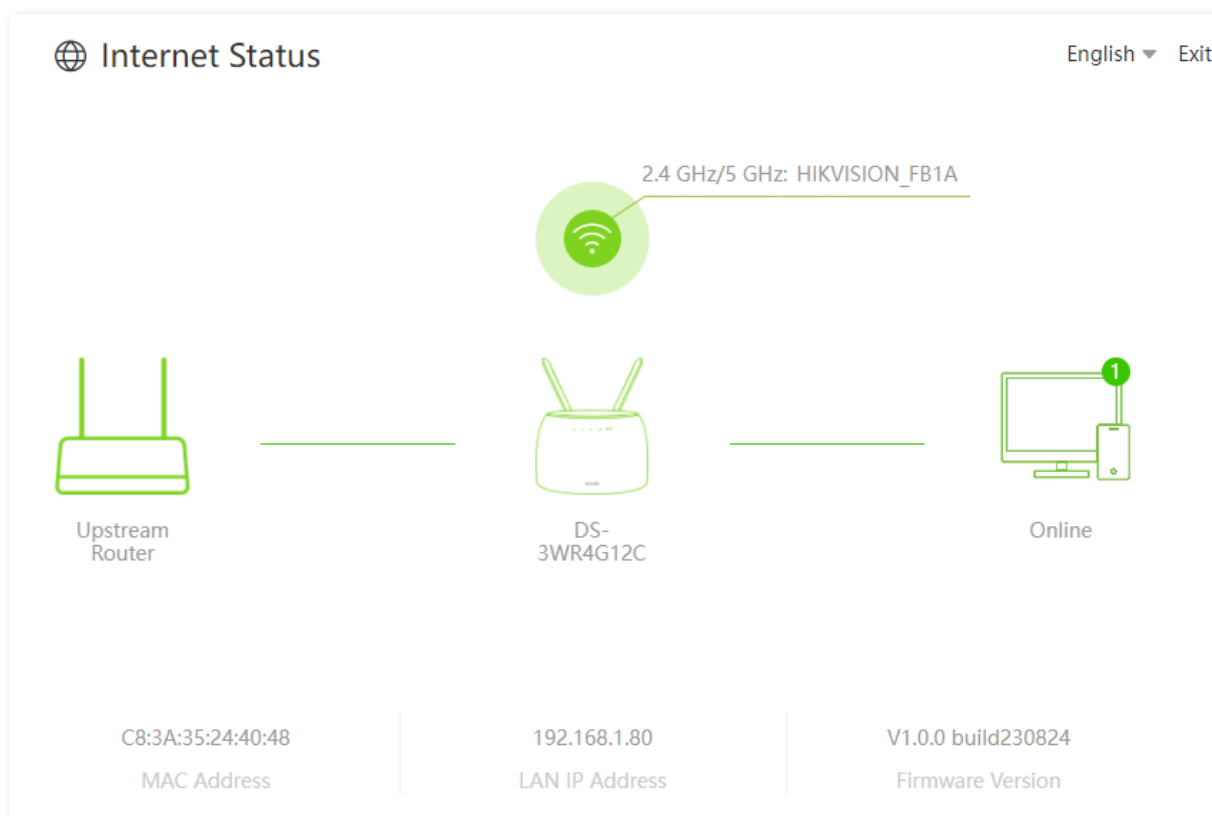 Internet Status
English
Exit
2.4 GHz/5 GHz: HIKVISION_FB1A
1
Upstream
Router
DS-
3WR4G12C
Online
C8:3A:35:24:40:48
MAC Address
192.168.1.80
LAN IP Address
V1.0.0 build230824
Firmware Version